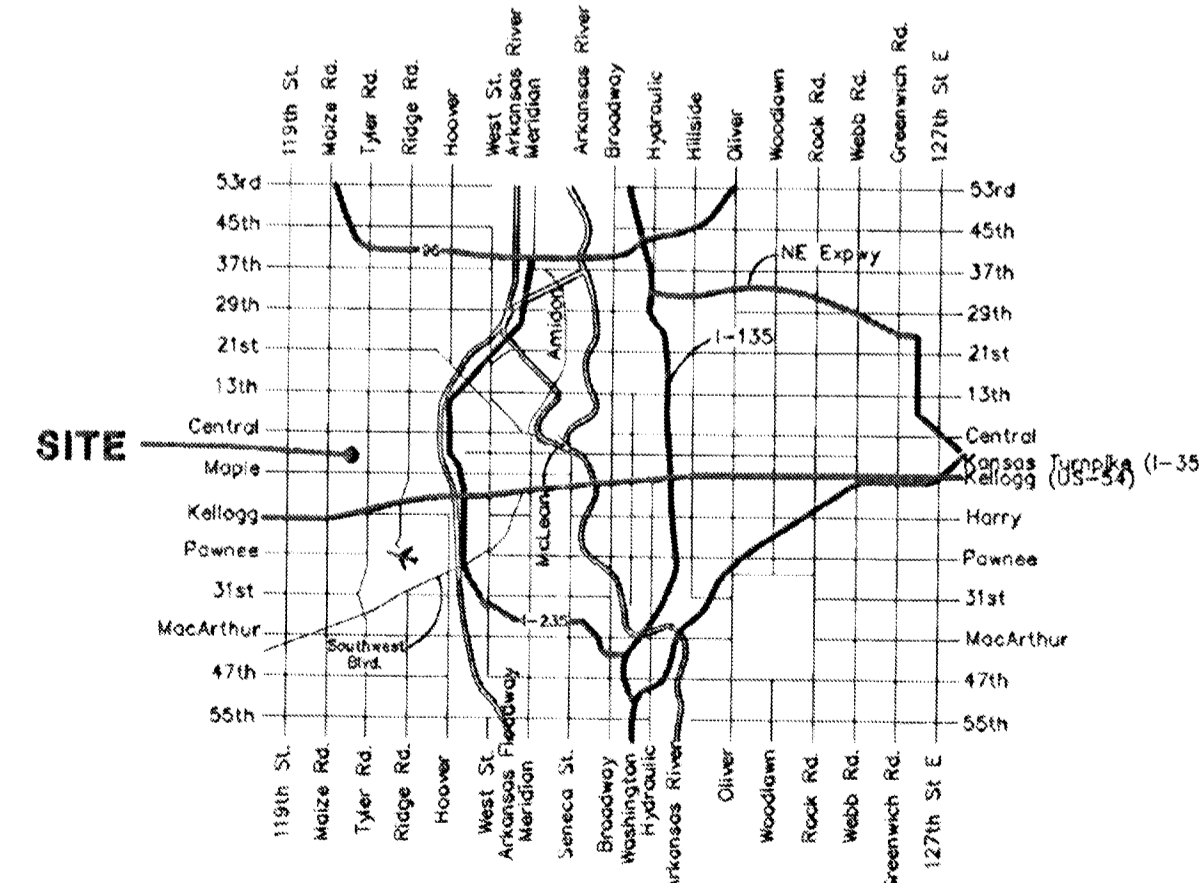 119th St.
Maize Rd.
Tyler Rd.
Ridge Rd.
Hoover
West St.
Arkansas River
Meridian
Arkansas River
Broadway
Hydraulic
Hillside
Oliver
Woodlawn
Rock Rd.
Webb Rd.
Greenwich Rd.
127th St E
53rd
45th
37th
29th
21st
13th
Central
Maple
Kellogg
Pawnee
31st
MacArthur
47th
55th
SITE
96
Amidon
NE Expwy
I-135
McLean
I-235
Southwest
Blvd.
53rd
45th
37th
29th
21st
13th
Central
Kansas Turnpike (I-35
Kellogg (US-54)
Harry
Pawnee
31st
MacArthur
47th
55th
119th St.
Maize Rd.
Tyler Rd.
Ridge Rd.
Hoover
West St.
Arkansas Floodway
Meridian
Seneca St.
Broadway
Washington
Hydraulic
Arkansas River
Oliver
Woodlawn
Rock Rd.
Webb Rd.
Greenwich Rd.
127th St E